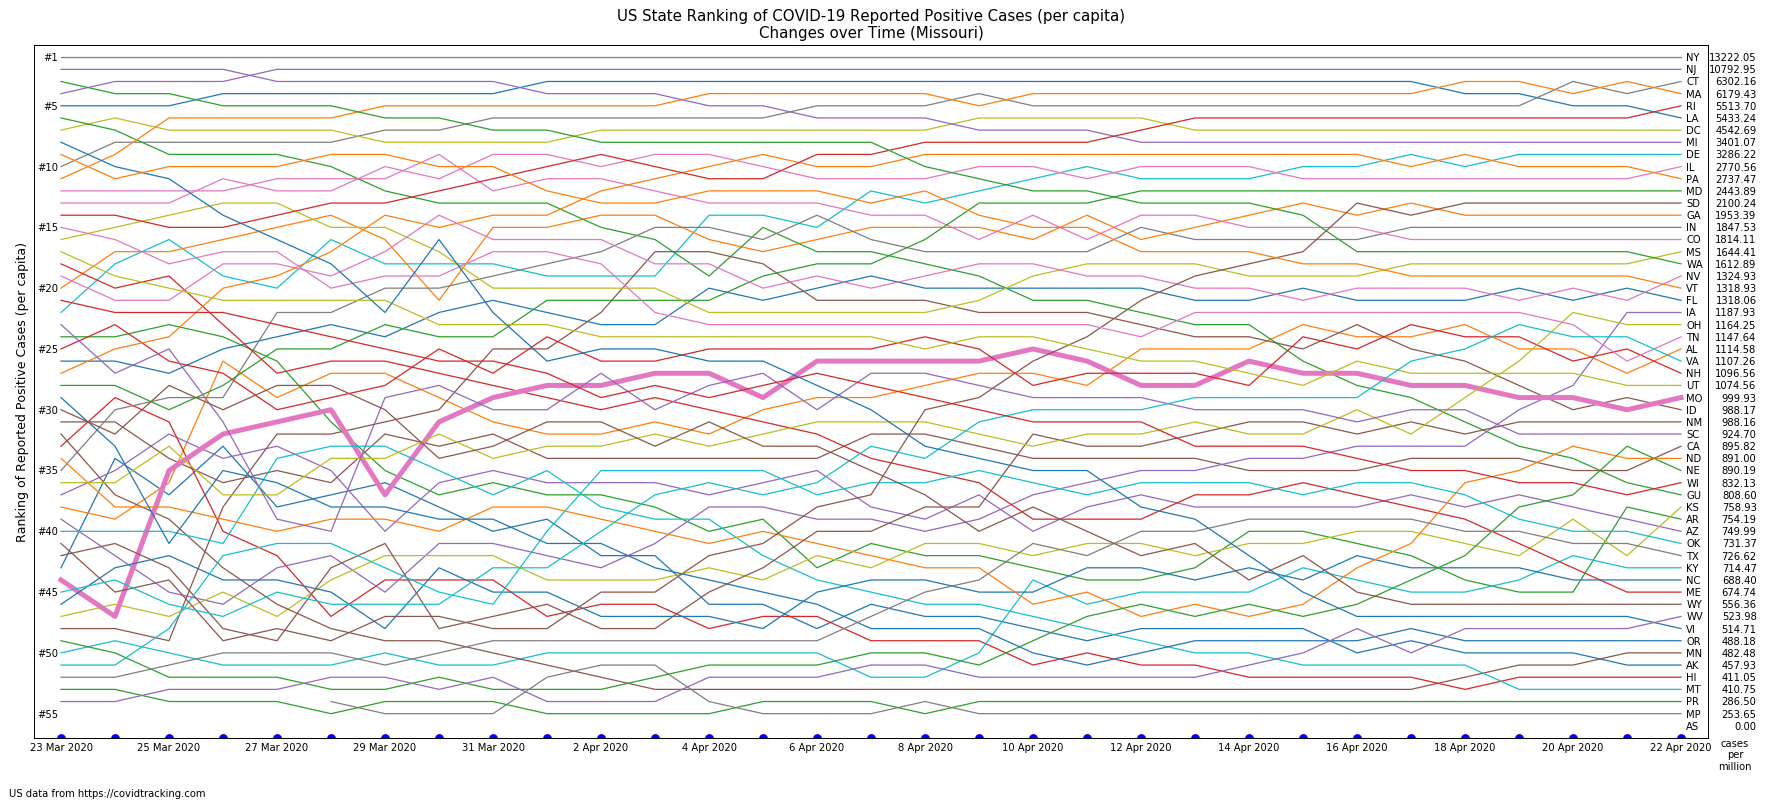 US State Ranking of COVID-19 Reported Positive Cases (per capita)
Changes over Time (Missouri)
Ranking of Reported Positive Cases (per capita)
#1
#5
#10
#15
#20
#25
#30
#35
#40
#45
#50
#55
NY 13222.05
NJ 10792.95
CT 6302.16
MA 6179.43
RI 5513.70
LA 5433.24
DC 4542.69
MI 3401.07
DE 3286.22
IL 2770.56
PA 2737.47
MD 2443.89
SD 2100.24
GA 1953.39
IN 1847.53
CO 1814.11
MS 1644.41
WA 1612.89
NV 1324.93
VT 1318.93
FL 1318.06
IA 1187.93
OH 1164.25
TN 1147.64
AL 1114.58
VA 1107.26
NH 1096.56
UT 1074.56
MO 999.93
ID 988.17
NM 988.16
SC 924.70
CA 895.82
ND 891.00
NE 890.19
WI 832.13
GU 808.60
KS 758.93
AR 754.19
AZ 749.99
OK 731.37
TX 726.62
KY 714.47
NC 688.40
ME 674.74
WY 556.36
WV 523.98
VI 514.71
OR 488.18
MN 482.48
AK 457.93
HI 411.05
MT 410.75
PR 286.50
MP 253.65
AS 0.00
23 Mar 2020 25 Mar 2020 27 Mar 2020 29 Mar 2020 31 Mar 2020 2 Apr 2020 4 Apr 2020 6 Apr 2020 8 Apr 2020 10 Apr 2020 12 Apr 2020 14 Apr 2020 16 Apr 2020 18 Apr 2020 20 Apr 2020 22 Apr 2020
cases
per
million
US data from https://covidtracking.com